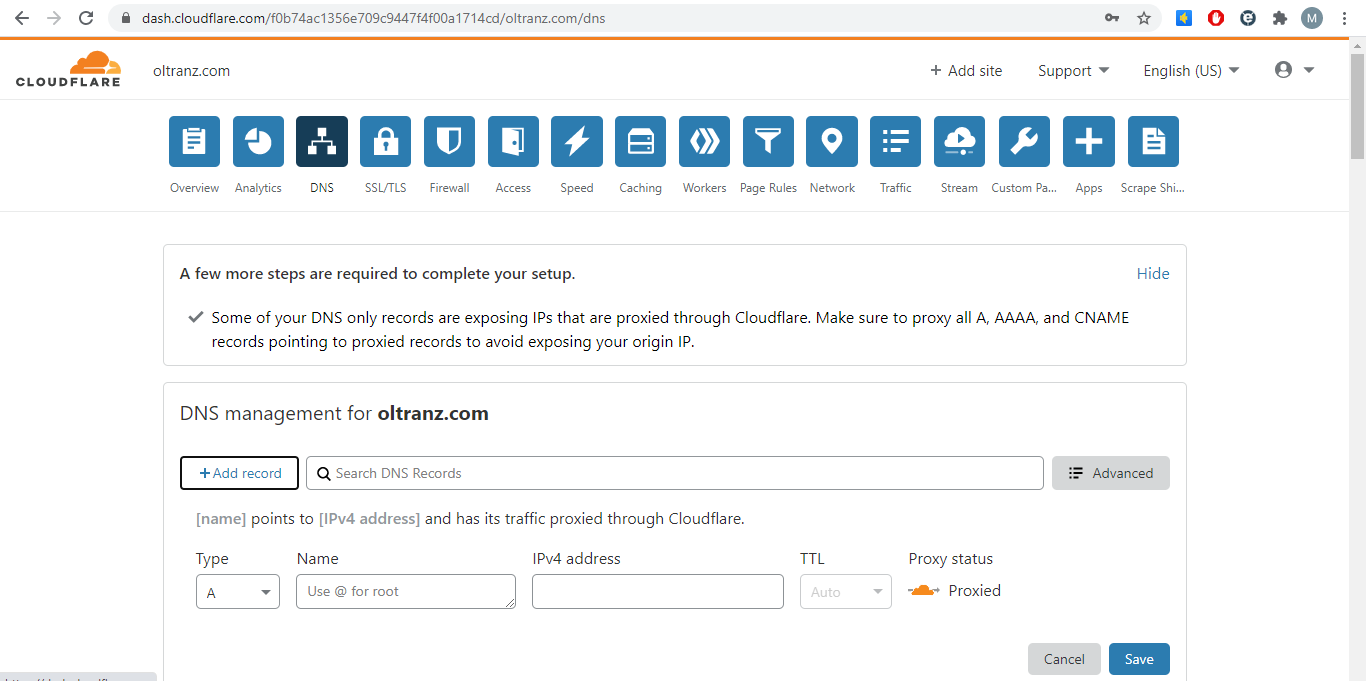 dash.cloudflare.com/f0b74ac1356e709c9447f4f00a1714cd/oltranz.com/dns
M
CLOUDFLARE
oltranz.com
+ Add site
Support
English (US)
Overview
Analytics
DNS
SSL/TLS
Firewall
Access
Speed
Caching
Workers
Page Rules
Network
Traffic
Stream
Custom Pa...
Apps
Scrape Shi...
A few more steps are required to complete your setup.
Hide
Some of your DNS only records are exposing IPs that are proxied through Cloudflare. Make sure to proxy all A, AAAA, and CNAME
records pointing to proxied records to avoid exposing your origin IP.
DNS management for oltranz.com
+Add record
Search DNS Records
Advanced
[name] points to [IPv4 address] and has its traffic proxied through Cloudflare.
Type
Name
IPv4 address
TTL
Proxy status
A
Use @ for root
Auto
Proxied
Cancel
Save